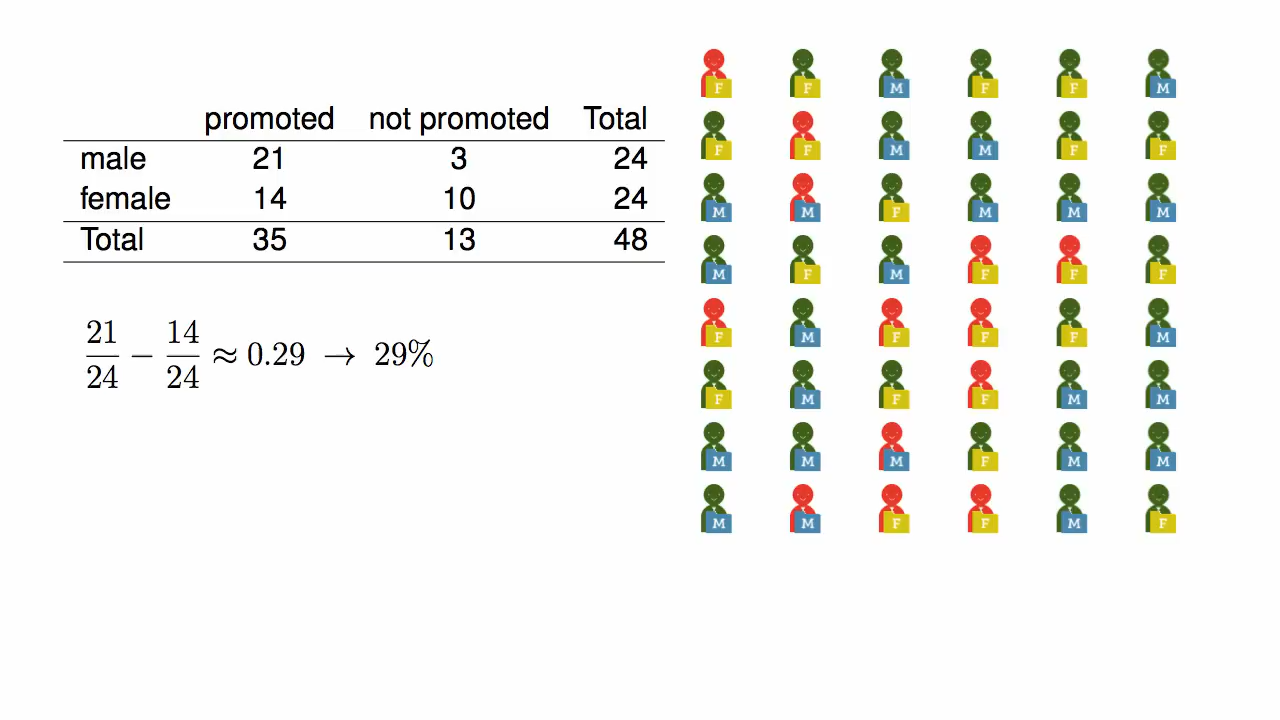 promoted not promoted Total
male 21 3 24
female 14 10 24
Total 35 13 48
21/24 − 14/24 ≈ 0.29 → 29%
F F M F F M
F F M M F F
M M F M M M
M F M F F F
F M F F F M
F M F F M M
M M M F M M
M M F F M F